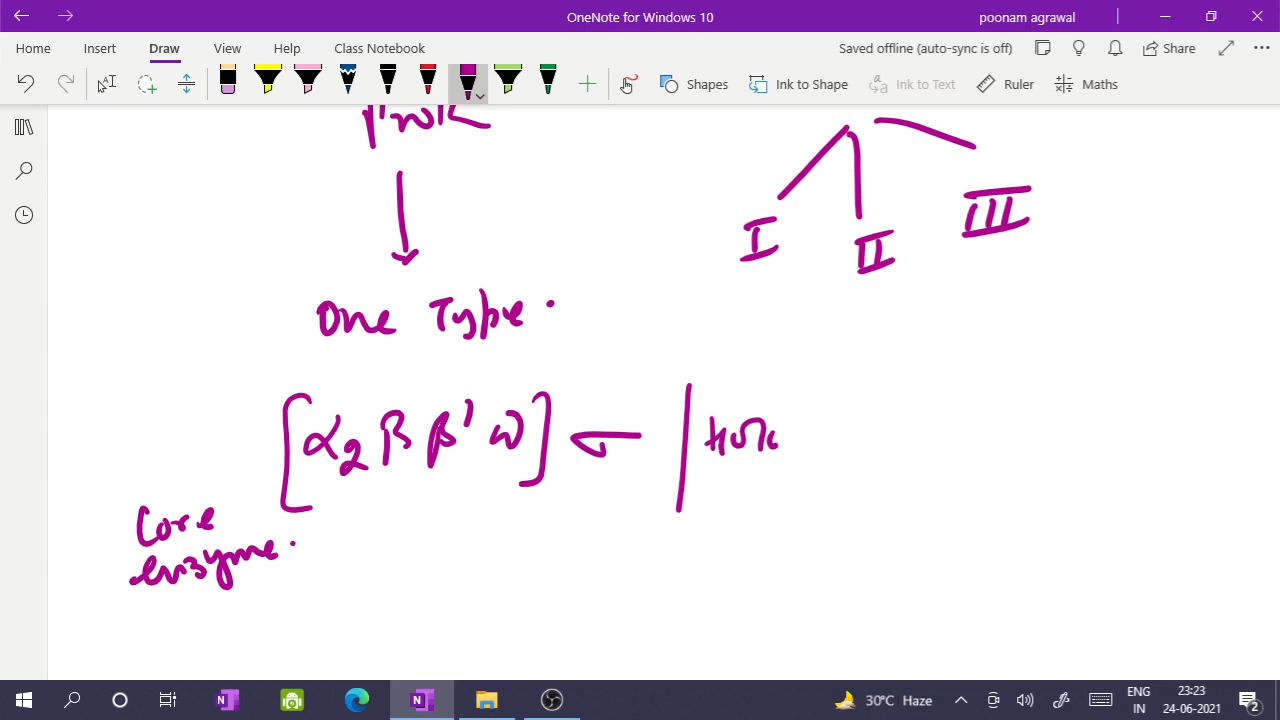 OneNote for Windows 10
poonam agrawal
Home Insert Draw View Help Class Notebook
Saved offline (auto-sync is off)
Share
Shapes
Ink to Shape
Ink to Text
Ruler
Maths
Prok
I II III
One Type .
[α2 β β' ω] ←
Core
enzyme .
30°C Haze
ENG
IN
23:23
24-06-2021
2